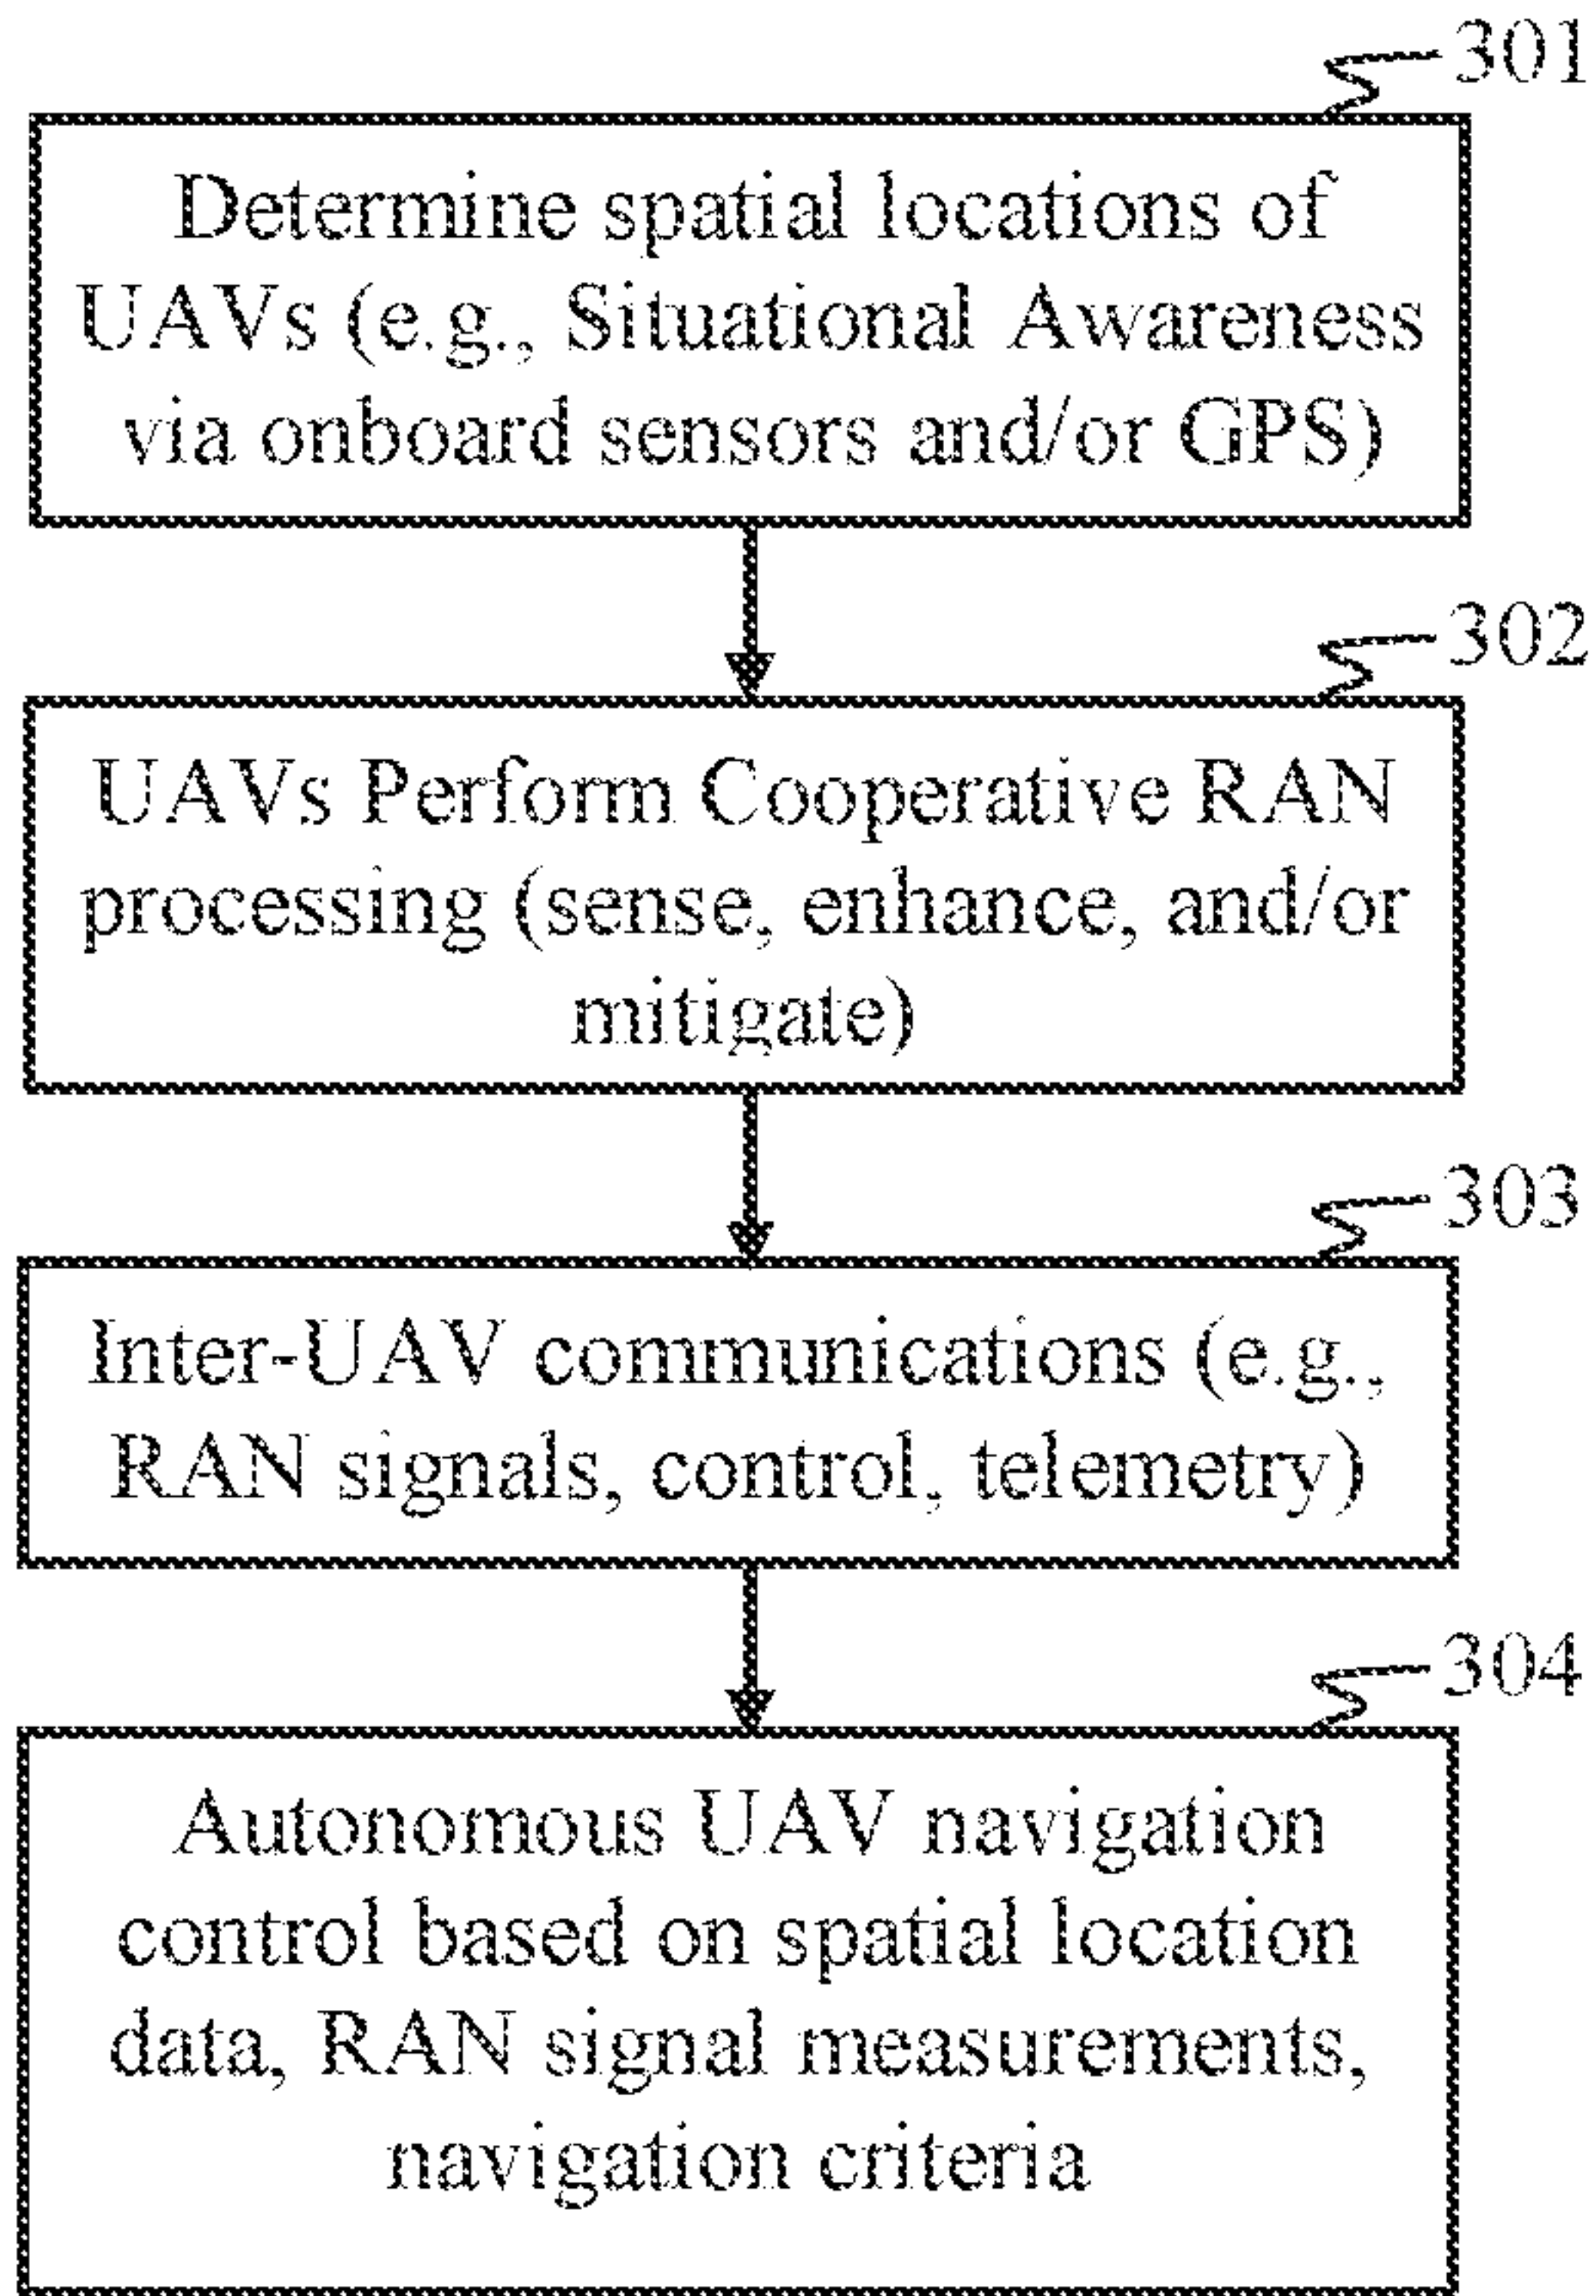 301
Determine spatial locations of
UAVs (e.g., Situational Awareness
via onboard sensors and/or GPS)
302
UAVs Perform Cooperative RAN
processing (sense, enhance, and/or
mitigate)
303
Inter-UAV communications (e.g.,
RAN signals, control, telemetry)
304
Autonomous UAV navigation
control based on spatial location
data, RAN signal measurements,
navigation criteria